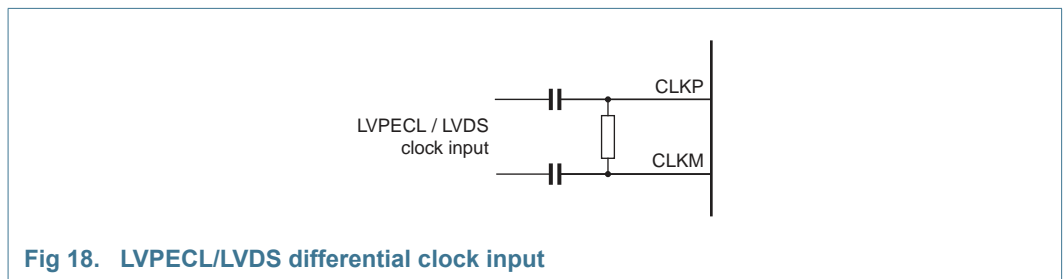 CLKP
LVPECL / LVDS
clock input
CLKM
Fig 18. LVPECL/LVDS differential clock input